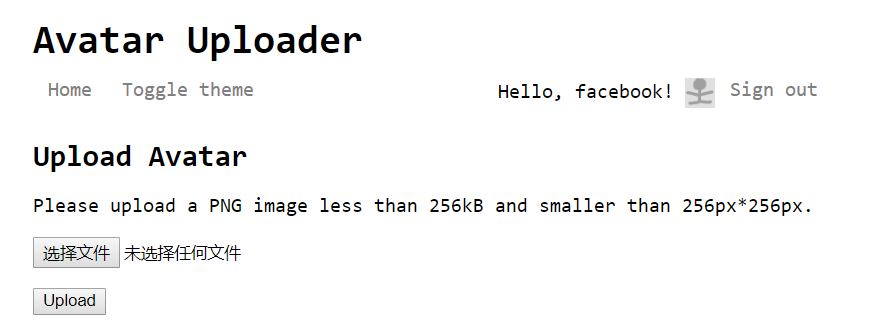 Avatar Uploader
Home Toggle theme Hello, facebook! Sign out
Upload Avatar
Please upload a PNG image less than 256kB and smaller than 256px*256px.
选择文件 未选择任何文件
Upload